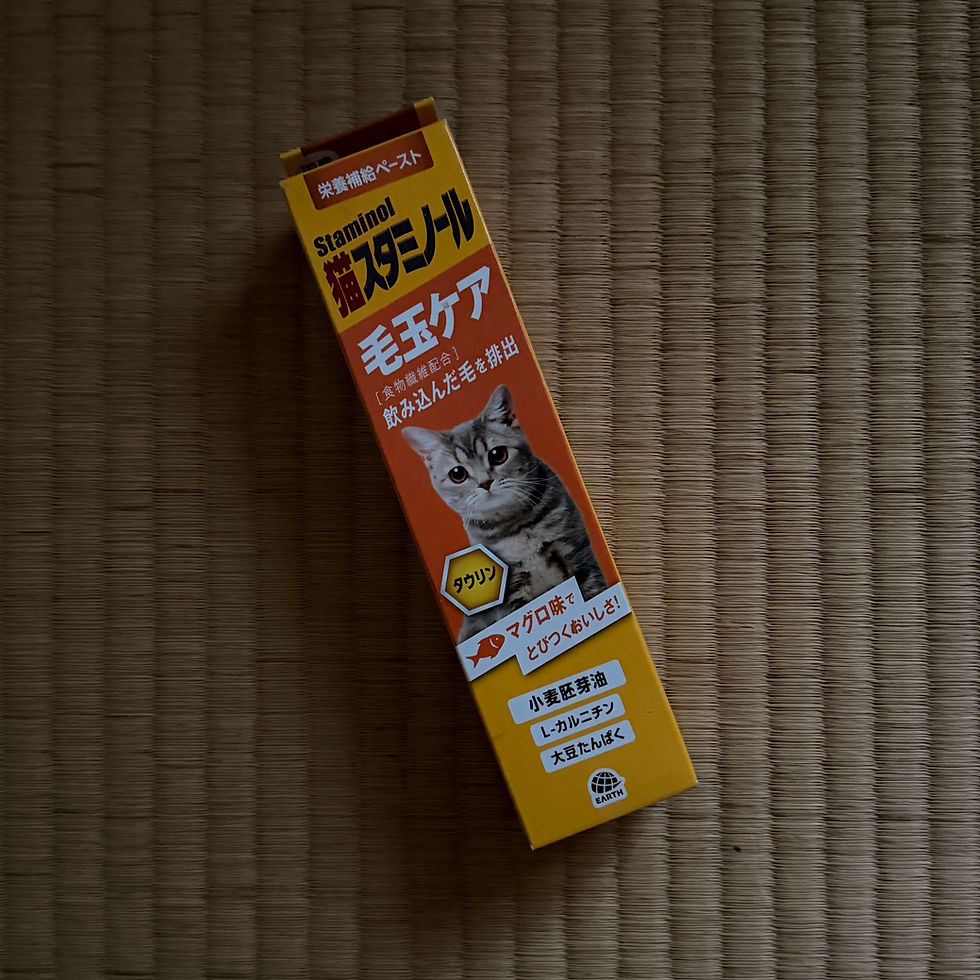 栄養補給ペースト
Staminol
猫スタミノール
毛玉ケア
[食物繊維配合]
飲み込んだ毛を排出
タウリン
マグロ味で
とびつくおいしさ!
小麦胚芽油
L-カルニチン
大豆たんぱく
EARTH